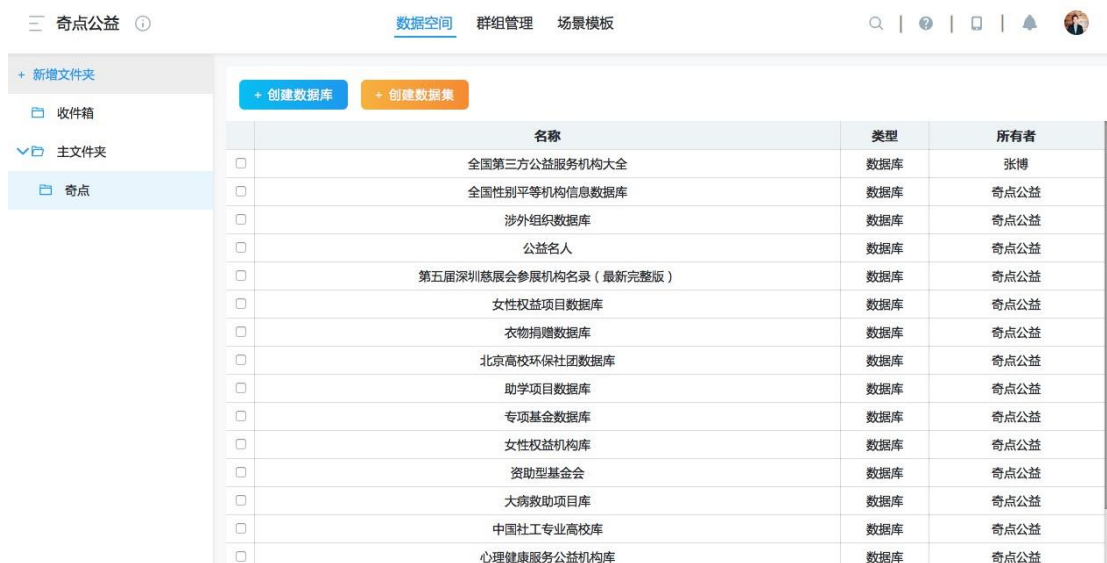 奇点公益
数据空间 群组管理 场景模板
+ 新增文件夹
收件箱
主文件夹
奇点
+ 创建数据库 + 创建数据集
名称 类型 所有者
全国第三方公益服务机构大全 数据库 张博
全国性别平等机构信息数据库 数据库 奇点公益
涉外组织数据库 数据库 奇点公益
公益名人 数据库 奇点公益
第五届深圳慈展会参展机构名录（最新完整版） 数据库 奇点公益
女性权益项目数据库 数据库 奇点公益
衣物捐赠数据库 数据库 奇点公益
北京高校环保社团数据库 数据库 奇点公益
助学项目数据库 数据库 奇点公益
专项基金数据库 数据库 奇点公益
女性权益机构库 数据库 奇点公益
资助型基金会 数据库 奇点公益
大病救助项目库 数据库 奇点公益
中国社工专业高校库 数据库 奇点公益
心理健康服务公益机构库 数据库 奇点公益